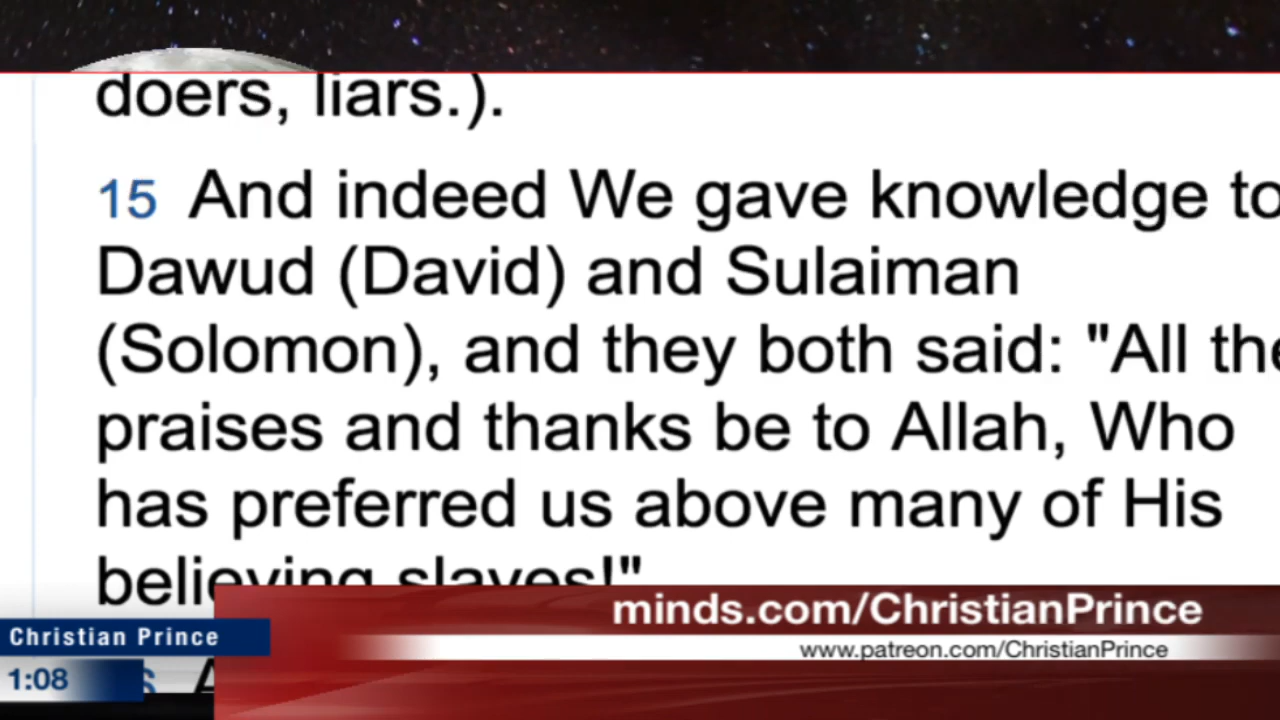 doers, liars.).
15 And indeed We gave knowledge to
Dawud (David) and Sulaiman
(Solomon), and they both said: "All the
praises and thanks be to Allah, Who
has preferred us above many of His
believing slaves!"
minds.com/ChristianPrince
Christian Prince
www.patreon.com/ChristianPrince
1:08